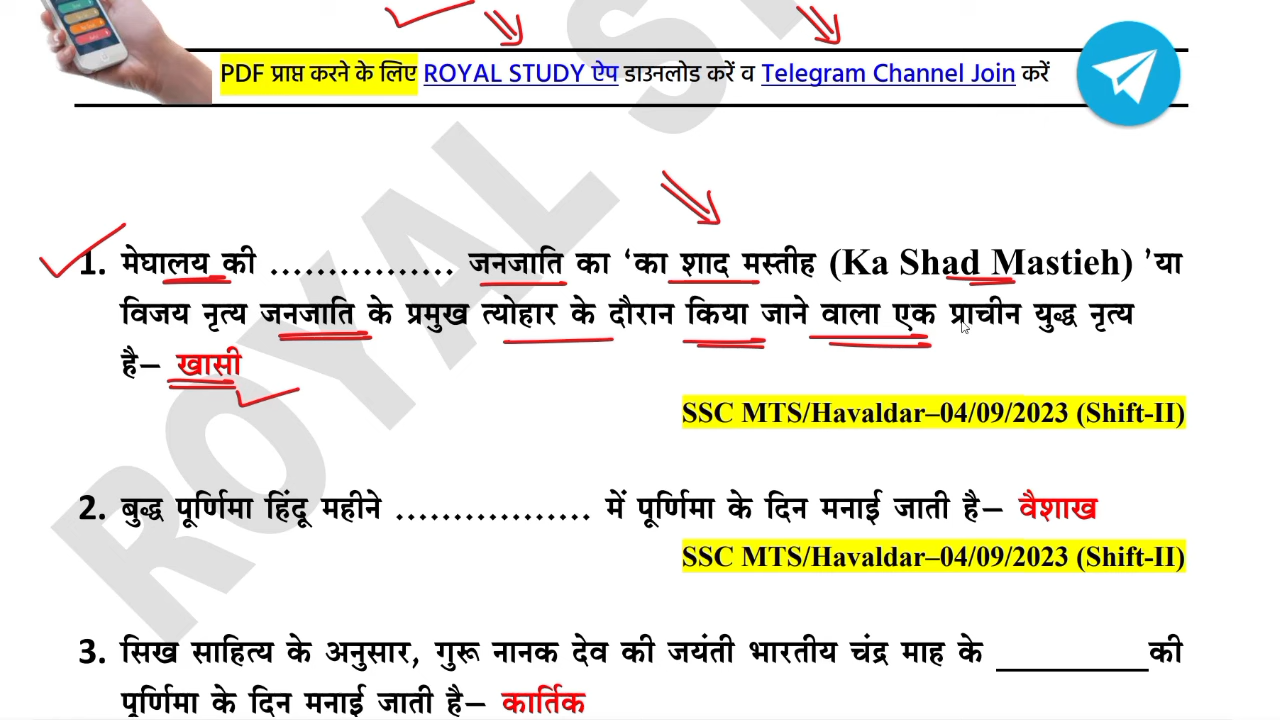 PDF प्राप्त करने के लिए ROYAL STUDY ऐप डाउनलोड करें व Telegram Channel Join करें
ROYAL ST
1. मेघालय की ................ जनजाति का ‘का शाद मस्तीह (Ka Shad Mastieh) ’या
विजय नृत्य जनजाति के प्रमुख त्योहार के दौरान किया जाने वाला एक प्राचीन युद्ध नृत्य
है– खासी
SSC MTS/Havaldar–04/09/2023 (Shift-II)
2. बुद्ध पूर्णिमा हिंदू महीने ................. में पूर्णिमा के दिन मनाई जाती है– वैशाख
SSC MTS/Havaldar–04/09/2023 (Shift-II)
3. सिख साहित्य के अनुसार, गुरू नानक देव की जयंती भारतीय चंद्र माह के __________की
पूर्णिमा के दिन मनाई जाती है– कार्तिक